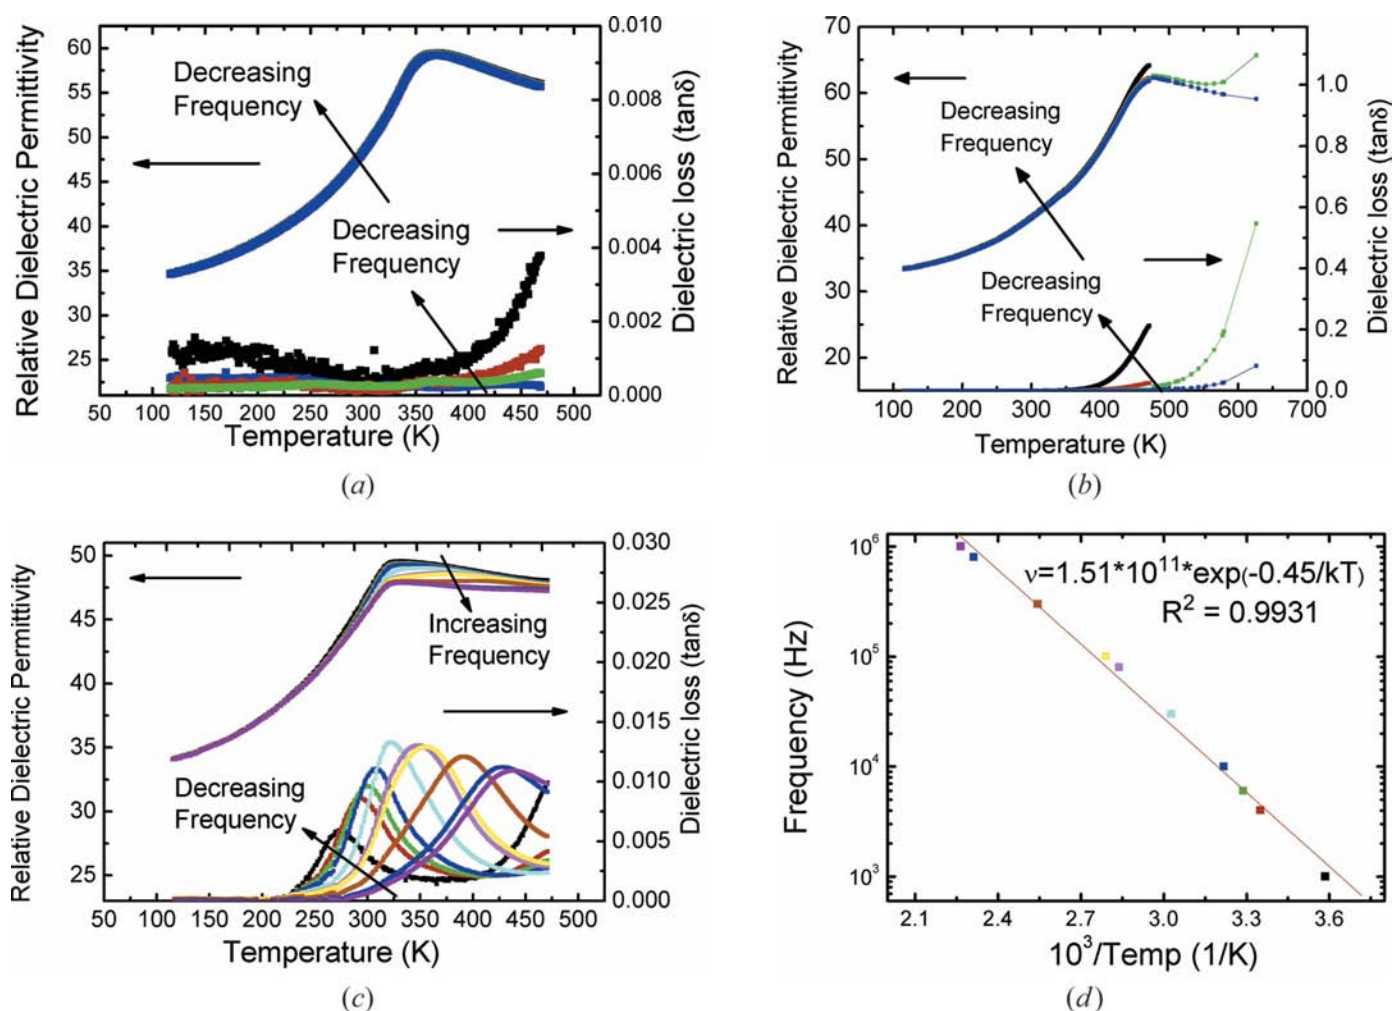 Relative Dielectric Permittivity
60
55
50
45
40
35
30
25
Decreasing
Frequency
Decreasing
Frequency
0.010
0.008
0.006
0.004
0.002
0.000
Dielectric loss (tanδ)
50 100 150 200 250 300 350 400 450 500
Temperature (K)
(a)
Relative Dielectric Permittivity
70
60
50
40
30
20
Decreasing
Frequency
Decreasing
Frequency
1.0
0.8
0.6
0.4
0.2
0.0
Dielectric loss (tanδ)
100 200 300 400 500 600 700
Temperature (K)
(b)
Relative Dielectric Permittivity
50
45
40
35
30
25
Increasing
Frequency
Decreasing
Frequency
0.030
0.025
0.020
0.015
0.010
0.005
0.000
Dielectric loss (tanδ)
50 100 150 200 250 300 350 400 450 500
Temperature (K)
(c)
Frequency (Hz)
10⁶
10⁵
10⁴
10³
ν=1.51*10¹¹*exp(-0.45/kT)
R² = 0.9931
2.1 2.4 2.7 3.0 3.3 3.6
10³/Temp (1/K)
(d)